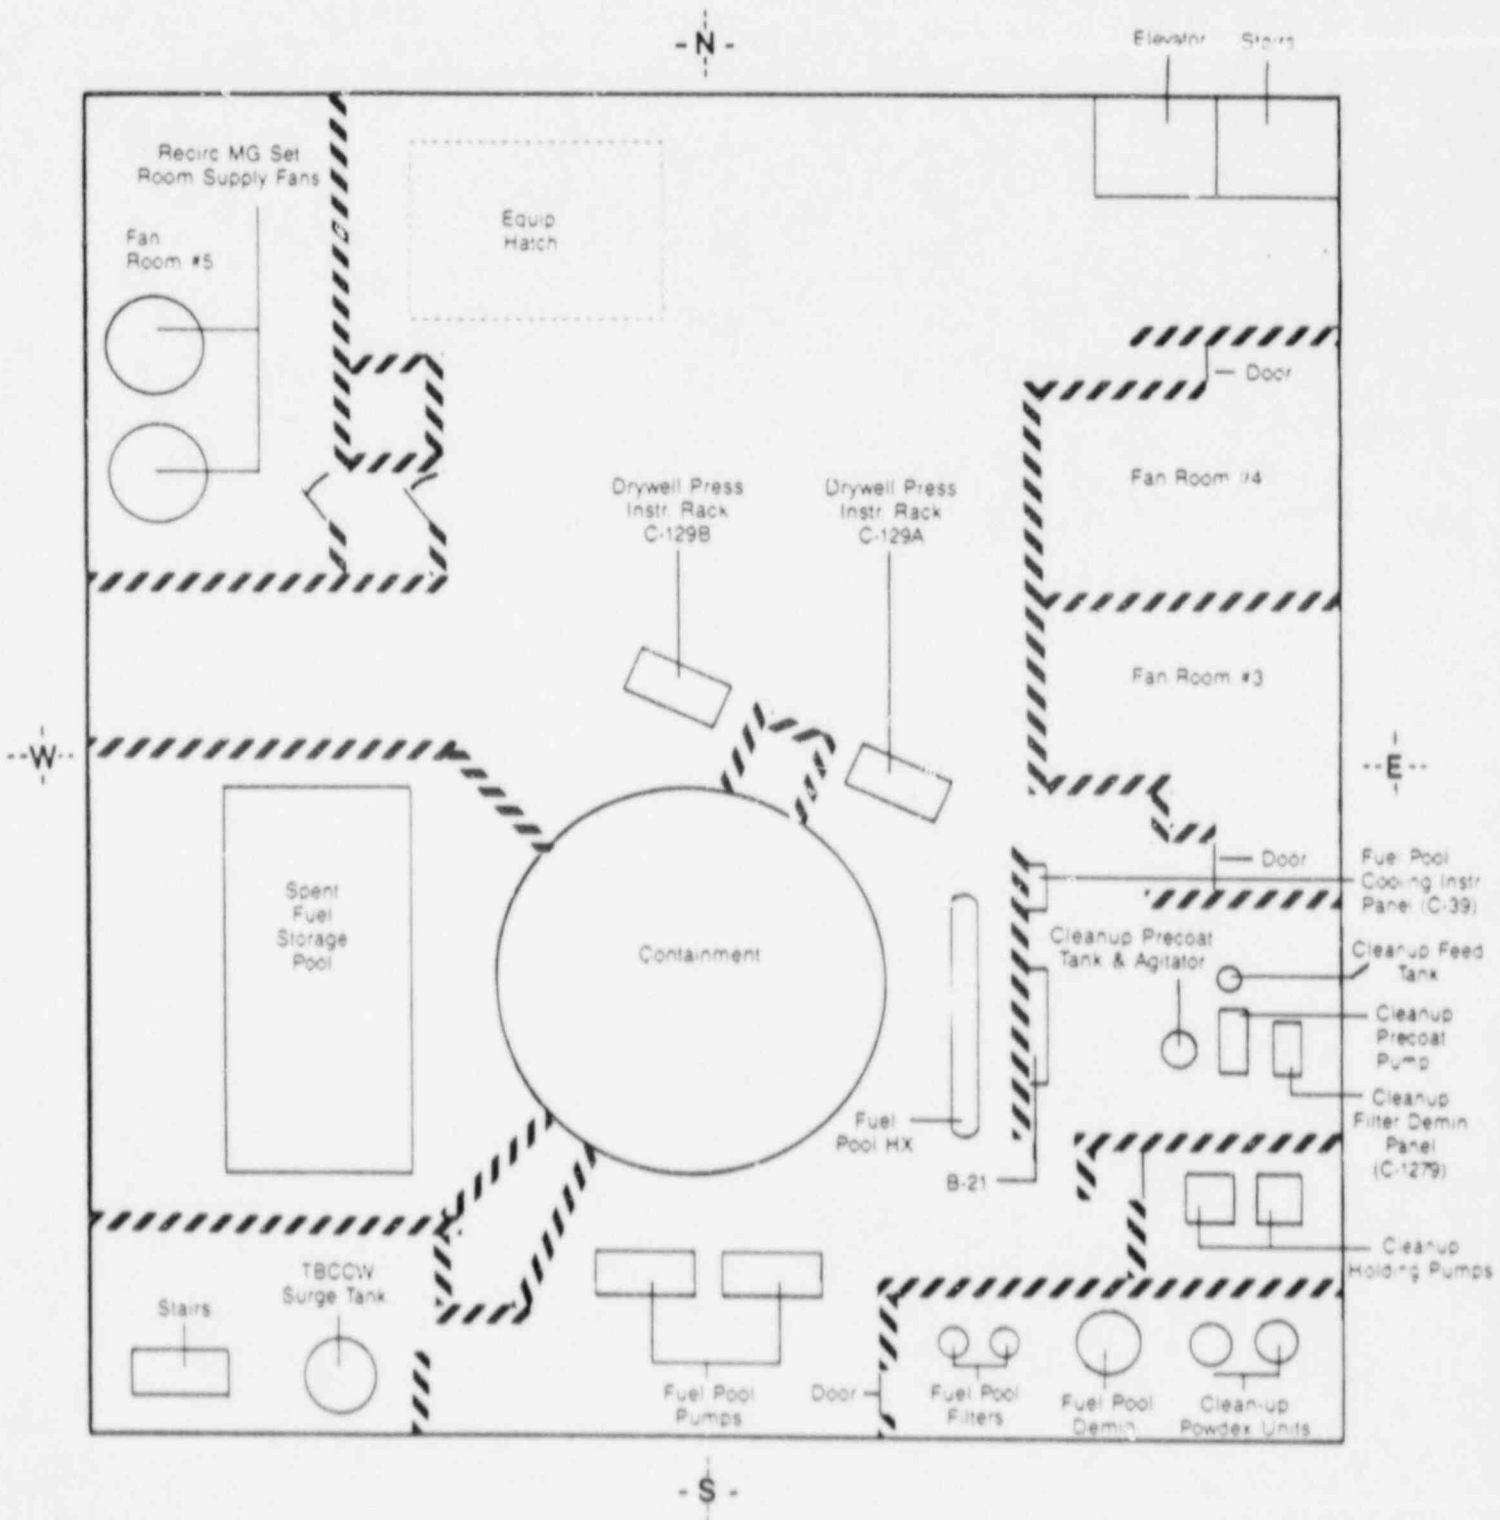 - N -
Elevator
Stairs
Recirc MG Set
Room Supply Fans
Fan
Room #5
Equip
Hatch
Door
Fan Room #4
Drywell Press
Instr. Rack
C-129B
Drywell Press
Instr. Rack
C-129A
Fan Room #3
--W--
--E--
Door
Fuel Pool
Cooling Instr
Panel (C-39)
Spent
Fuel
Storage
Pool
Containment
Cleanup Precoat
Tank & Agitator
Cleanup Feed
Tank
Cleanup
Precoat
Pump
Cleanup
Filter Demin
Panel
(C-1279)
Fuel
Pool HX
B-21
Cleanup
Holding Pumps
TBCCW
Surge Tank
Stairs
Fuel Pool
Pumps
Door
Fuel Pool
Filters
Fuel Pool
Demin
Clean-up
Powdex Units
- S -